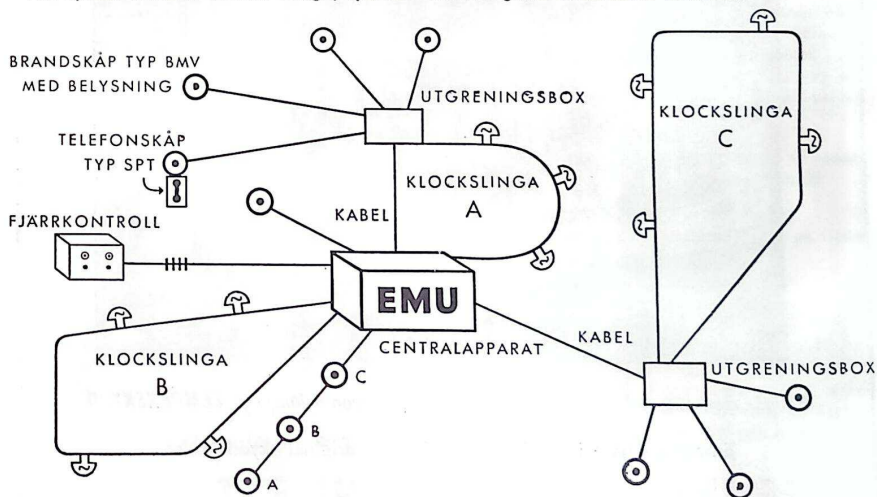 BRANDSKÅP TYP BMV
MED BELYSNING
UTGRENINGSBOX
TELEFONSKÅP
TYP SPT
KLOCKSLINGA
A
KLOCKSLINGA
C
KABEL
FJÄRRKONTROLL
EMU
CENTRALAPPARAT
KABEL
KLOCKSLINGA
B
C
B
A
UTGRENINGSBOX